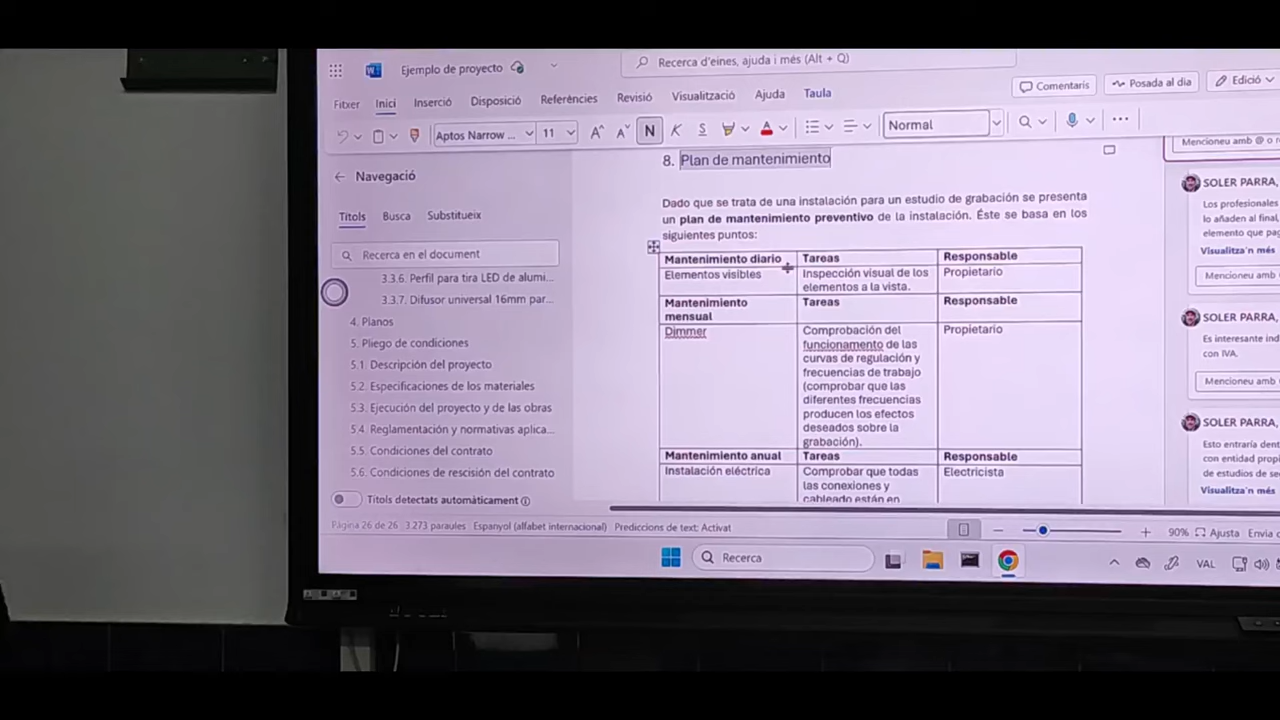 Ejemplo de proyecto
Recerca d'eines, ajuda i més (Alt + Q)
Fitxer Inici Inserció Disposició Referències Revisió Visualització Ajuda Taula
Comentaris Posada al dia Edició
Aptos Narrow ... 11 N K S Normal
Navegació
Títols Busca Substitueix
Recerca en el document
3.3.6. Perfil para tira LED de alumi...
3.3.7. Difusor universal 16mm par...
4. Planos
5. Pliego de condiciones
5.1. Descripción del proyecto
5.2. Especificaciones de los materiales
5.3. Ejecución del proyecto y de las obras
5.4. Reglamentación y normativas aplica...
5.5. Condiciones del contrato
5.6. Condiciones de rescisión del contrato
Títols detectats automàticament
8. Plan de mantenimiento
Dado que se trata de una instalación para un estudio de grabación se presenta
un plan de mantenimiento preventivo de la instalación. Éste se basa en los
siguientes puntos:
Mantenimiento diario Tareas Responsable
Elementos visibles Inspección visual de los Propietario
elementos a la vista.
Mantenimiento Tareas Responsable
mensual
Dimmer Comprobación del Propietario
funcionamento de las
curvas de regulación y
frecuencias de trabajo
(comprobar que las
diferentes frecuencias
producen los efectos
deseados sobre la
grabación).
Mantenimiento anual Tareas Responsable
Instalación eléctrica Comprobar que todas Electricista
las conexiones y
cableado están en
Mencioneu amb @ o r
SOLER PARRA,
Los profesionales
lo añaden al final,
elemento que pag
Visualitza'n més
Mencioneu amb
SOLER PARRA,
Es interesante ind
con IVA.
Mencioneu amb
SOLER PARRA,
Esto entraría dent
con entidad propi
de estudios de se
Visualitza'n més
Pàgina 26 de 26 3.273 paraules Espanyol (alfabet internacional) Prediccions de text: Activat
90% Ajusta Envia
Recerca
VAL